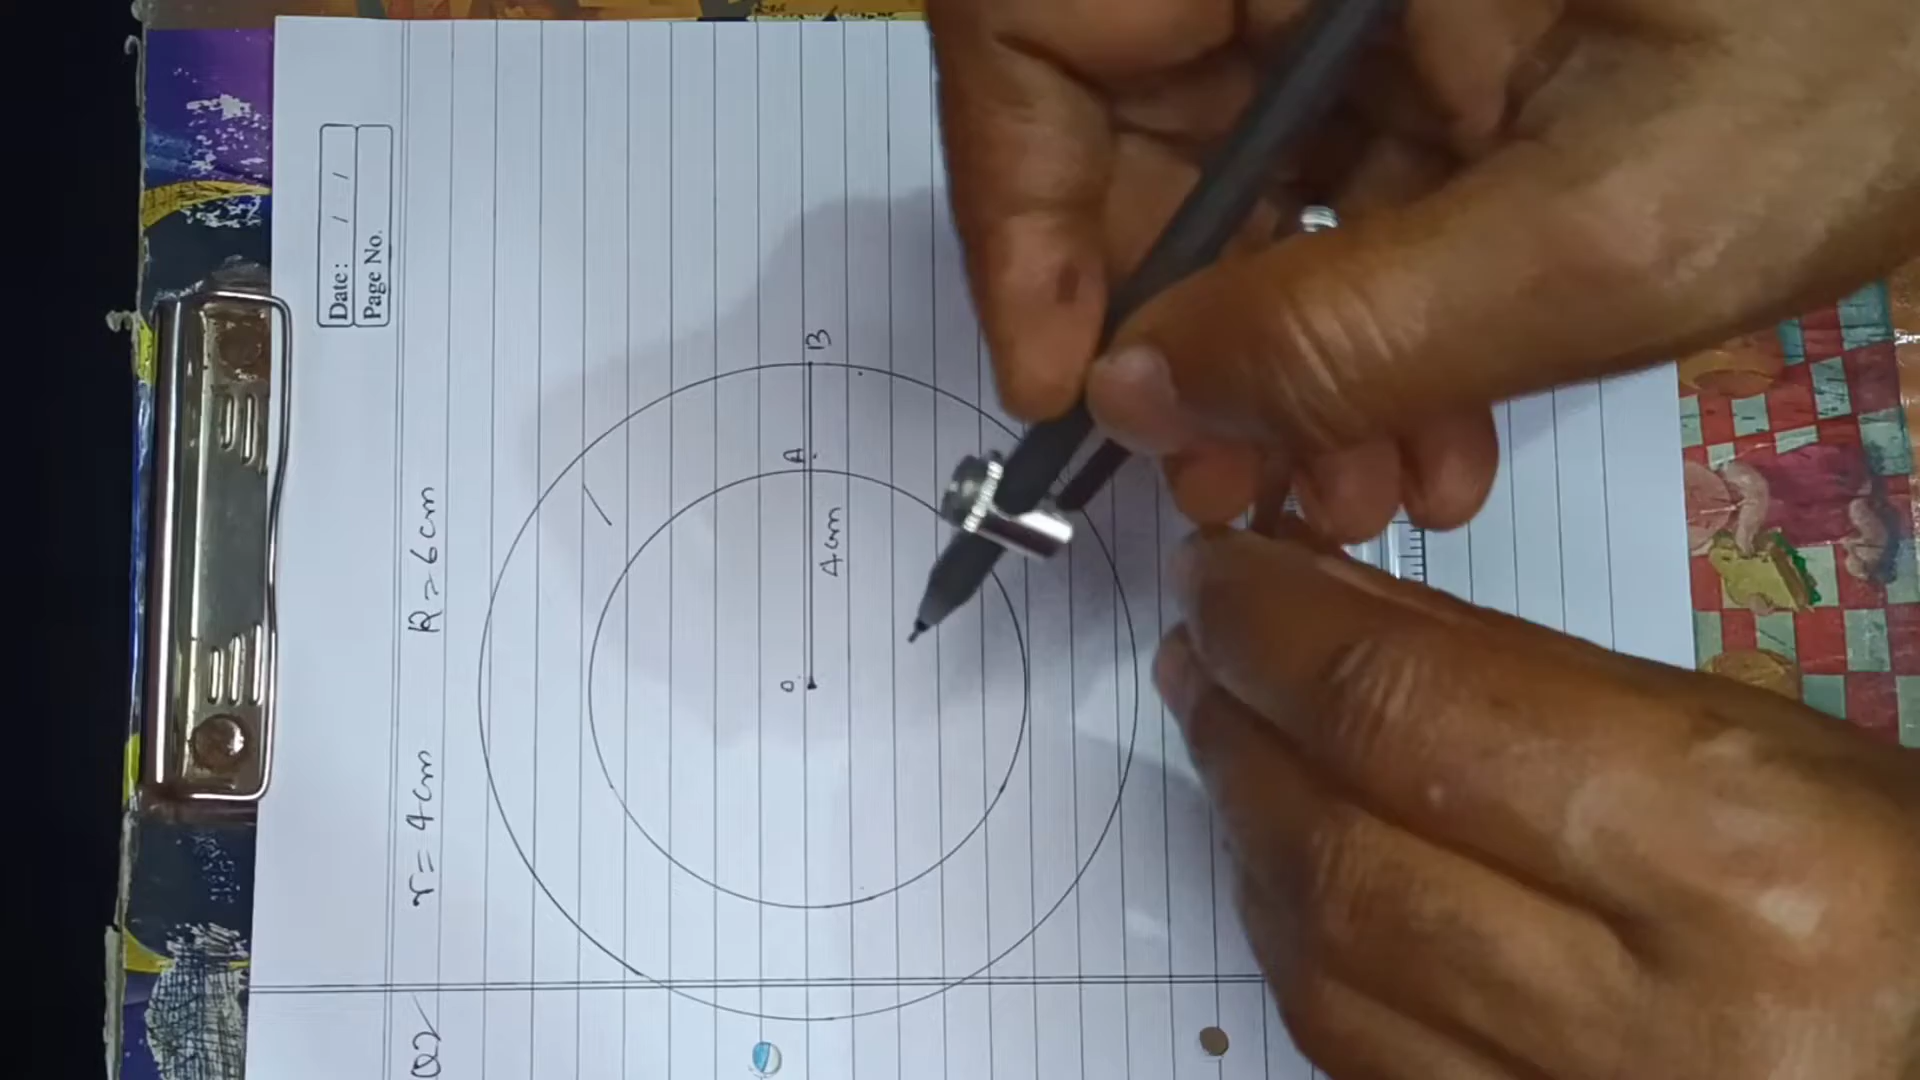 Date: / /
Page No.
Q2 r = 4cm R = 6cm
B
A
4cm
O